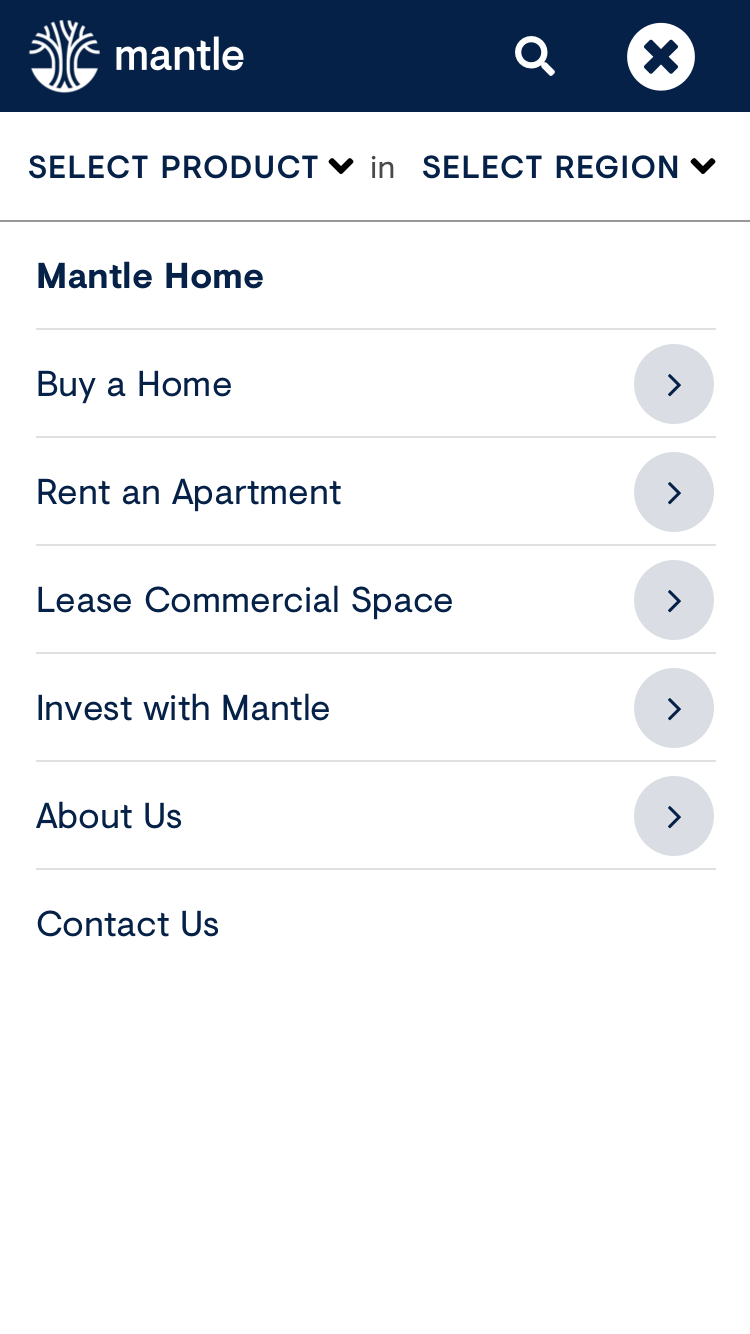 mantle
SELECT PRODUCT in SELECT REGION
Mantle Home
Buy a Home
Rent an Apartment
Lease Commercial Space
Invest with Mantle
About Us
Contact Us